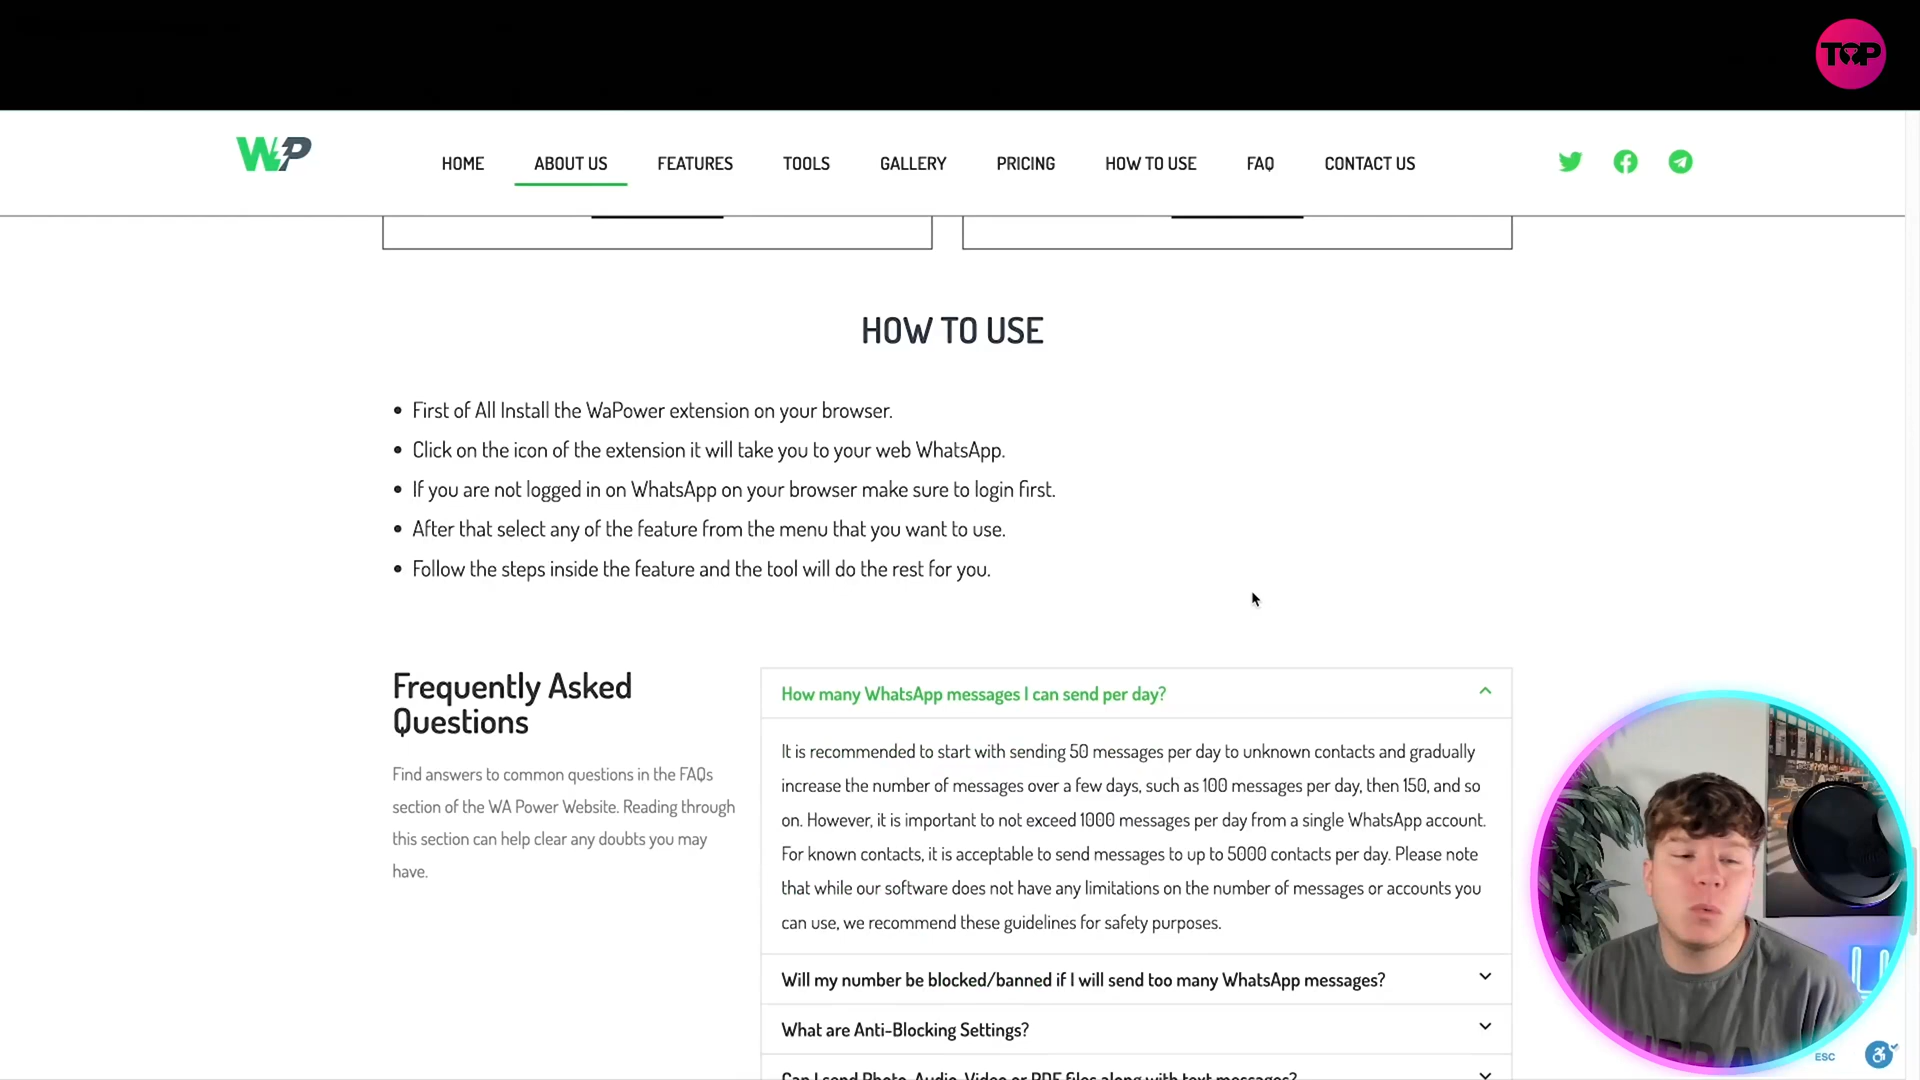 TOP
WP
HOME ABOUT US FEATURES TOOLS GALLERY PRICING HOW TO USE FAQ CONTACT US
HOW TO USE
• First of All Install the WaPower extension on your browser.
• Click on the icon of the extension it will take you to your web WhatsApp.
• If you are not logged in on WhatsApp on your browser make sure to login first.
• After that select any of the feature from the menu that you want to use.
• Follow the steps inside the feature and the tool will do the rest for you.
Frequently Asked
Questions
Find answers to common questions in the FAQs
section of the WA Power Website. Reading through
this section can help clear any doubts you may
have.
How many WhatsApp messages I can send per day?
It is recommended to start with sending 50 messages per day to unknown contacts and gradually
increase the number of messages over a few days, such as 100 messages per day, then 150, and so
on. However, it is important to not exceed 1000 messages per day from a single WhatsApp account.
For known contacts, it is acceptable to send messages to up to 5000 contacts per day. Please note
that while our software does not have any limitations on the number of messages or accounts you
can use, we recommend these guidelines for safety purposes.
Will my number be blocked/banned if I will send too many WhatsApp messages?
What are Anti-Blocking Settings?
Can I send Photo, Audio, Video or PDF files along with text messages?
ESC